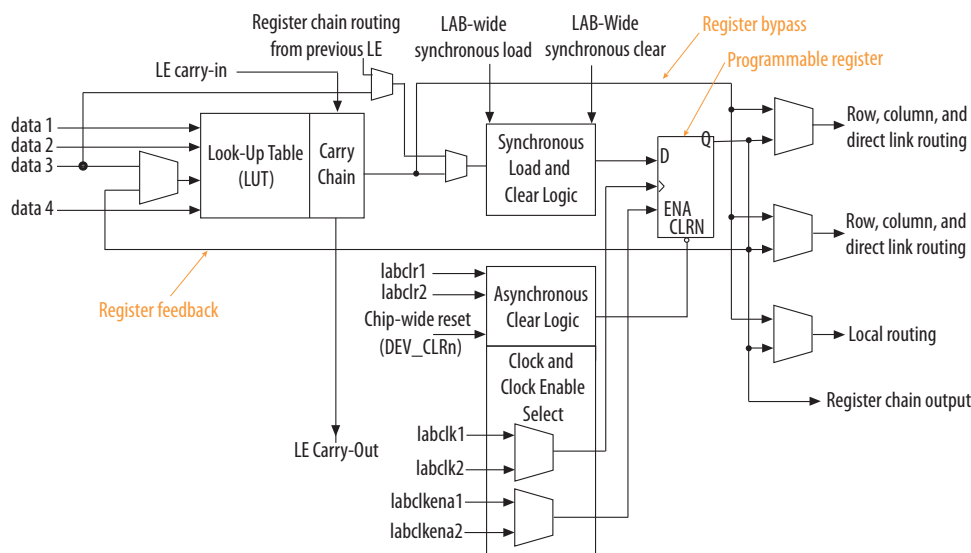 Register chain routing
from previous LE
LAB-wide
synchronous load
LAB-Wide
synchronous clear
Register bypass
Programmable register
LE carry-in
data 1
data 2
data 3
data 4
Look-Up Table
(LUT)
Carry
Chain
Synchronous
Load and
Clear Logic
D
Q
ENA
CLRN
Row, column, and
direct link routing
Row, column, and
direct link routing
Local routing
Register chain output
Register feedback
labclr1
labclr2
Chip-wide reset
(DEV_CLRn)
Asynchronous
Clear Logic
Clock and
Clock Enable
Select
labclk1
labclk2
labclkena1
labclkena2
LE Carry-Out